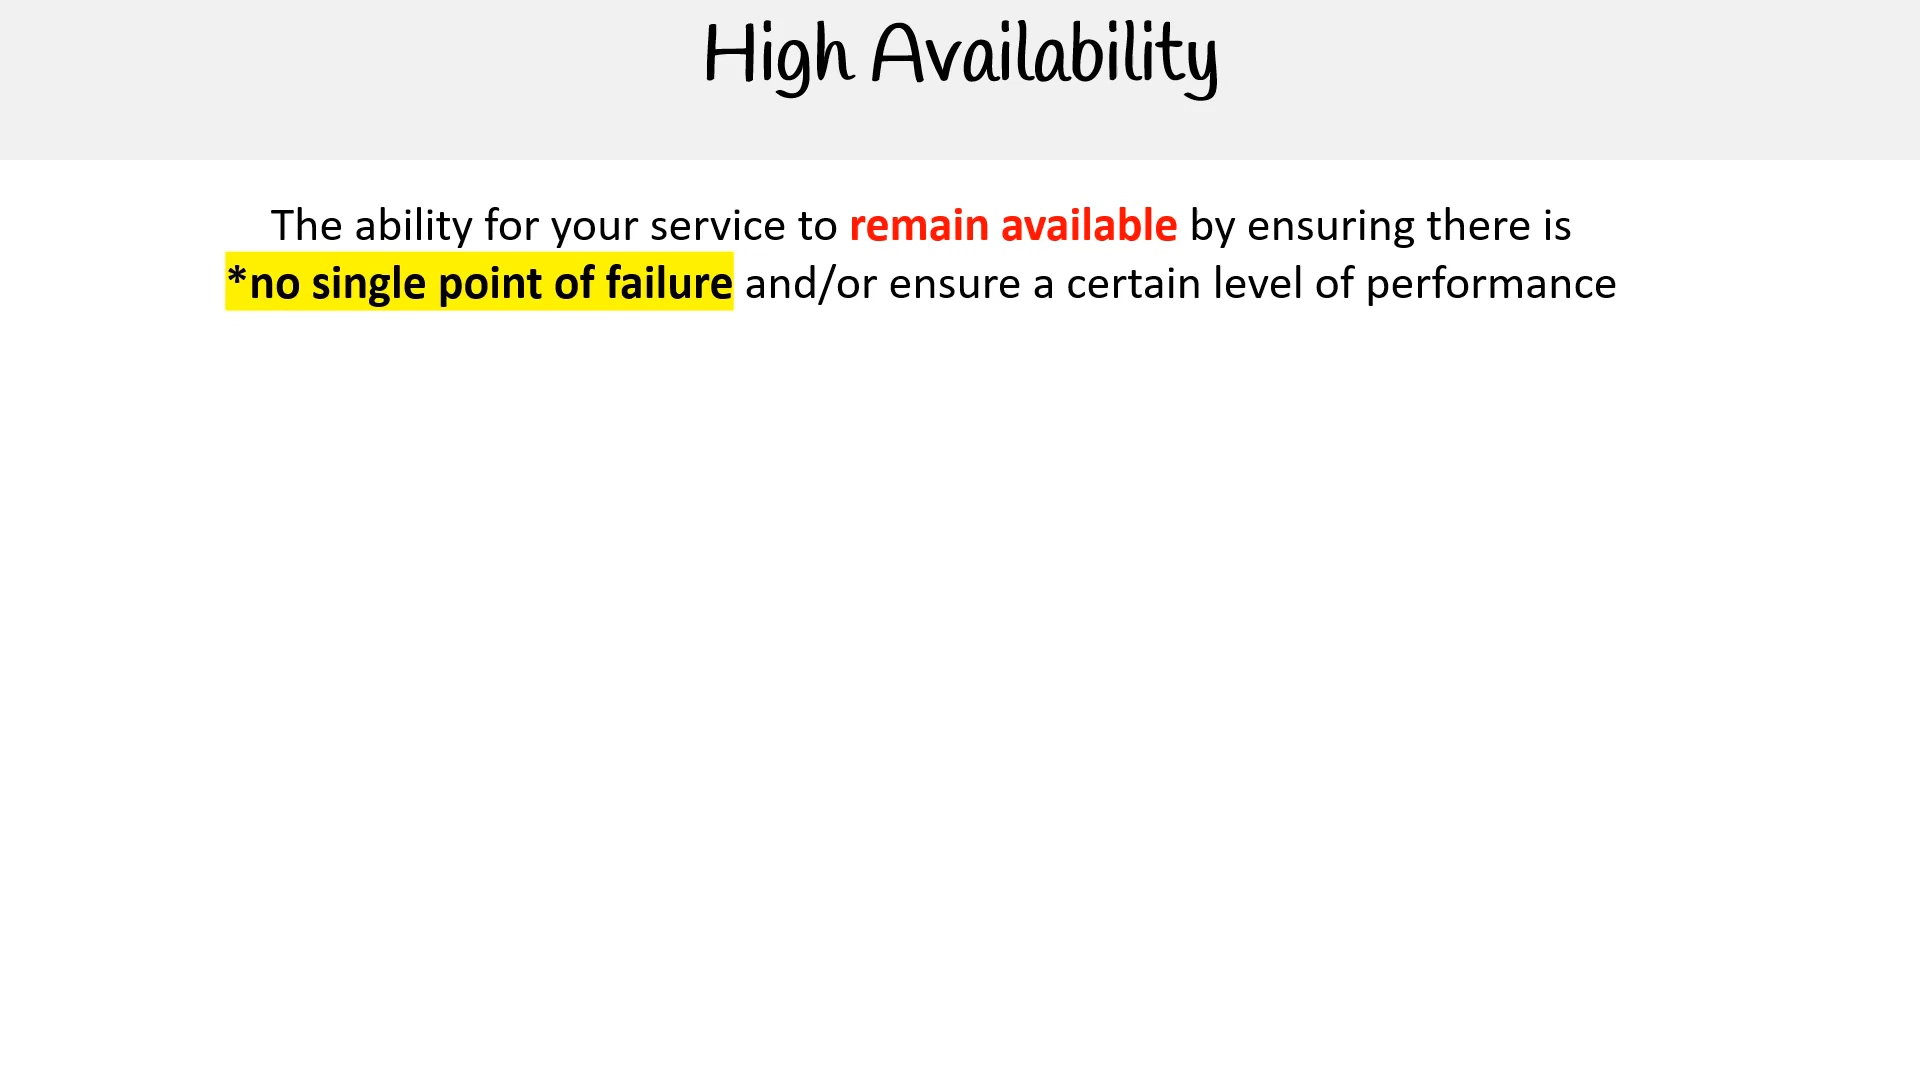 High Availability
The ability for your service to remain available by ensuring there is
*no single point of failure and/or ensure a certain level of performance